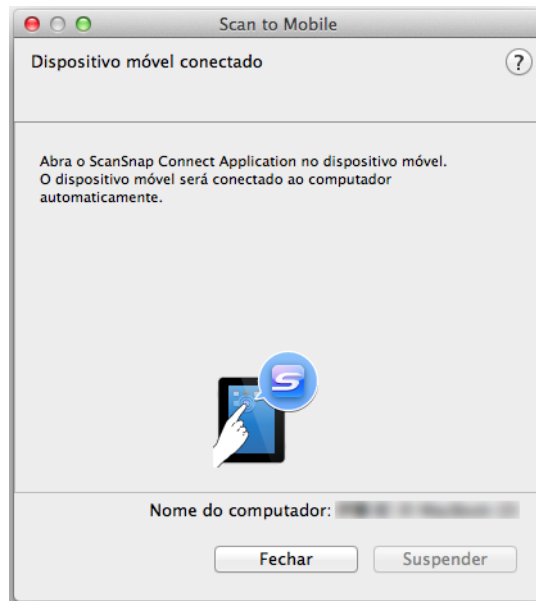 Scan to Mobile
Dispositivo móvel conectado
?
Abra o ScanSnap Connect Application no dispositivo móvel.
O dispositivo móvel será conectado ao computador
automaticamente.
S
Nome do computador:
Fechar Suspender